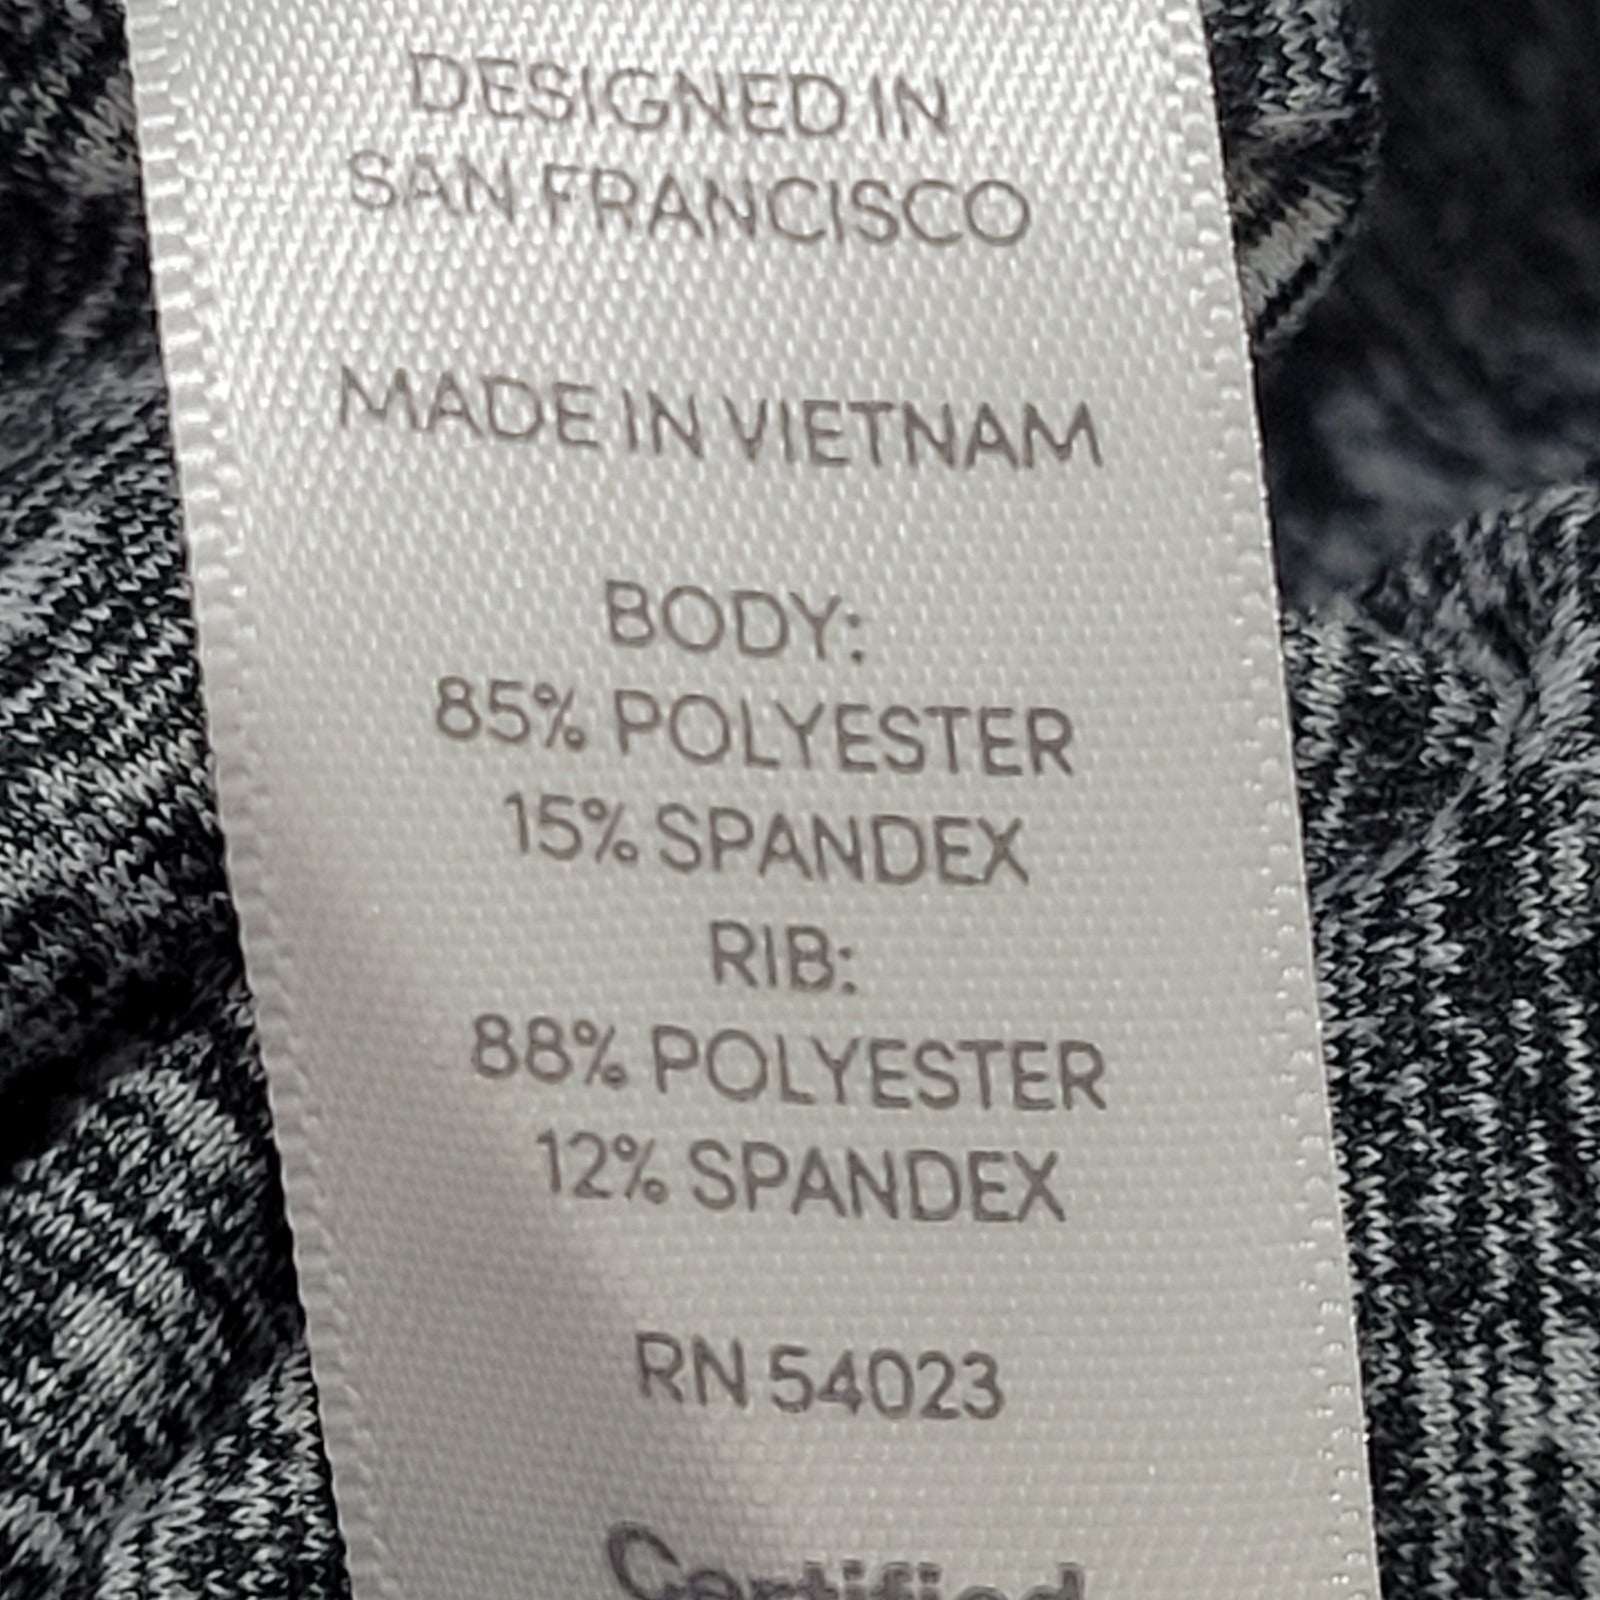 DESIGNED IN
SAN FRANCISCO
MADE IN VIETNAM
BODY:
85% POLYESTER
15% SPANDEX
RIB:
88% POLYESTER
12% SPANDEX
RN 54023
Certified